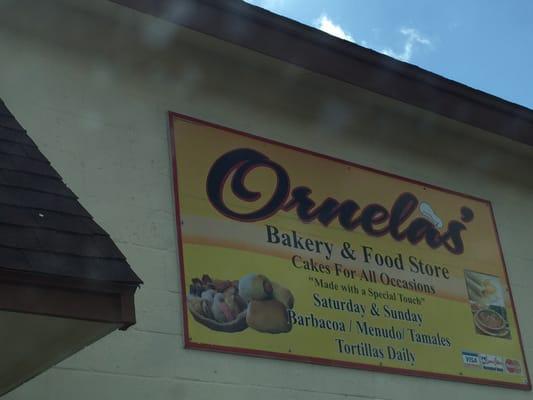 Ornelas'
Bakery & Food Store
Cakes For All Occasions
"Made with a Special Touch"
Saturday & Sunday
Barbacoa / Menudo/ Tamales
Tortillas Daily
VISA